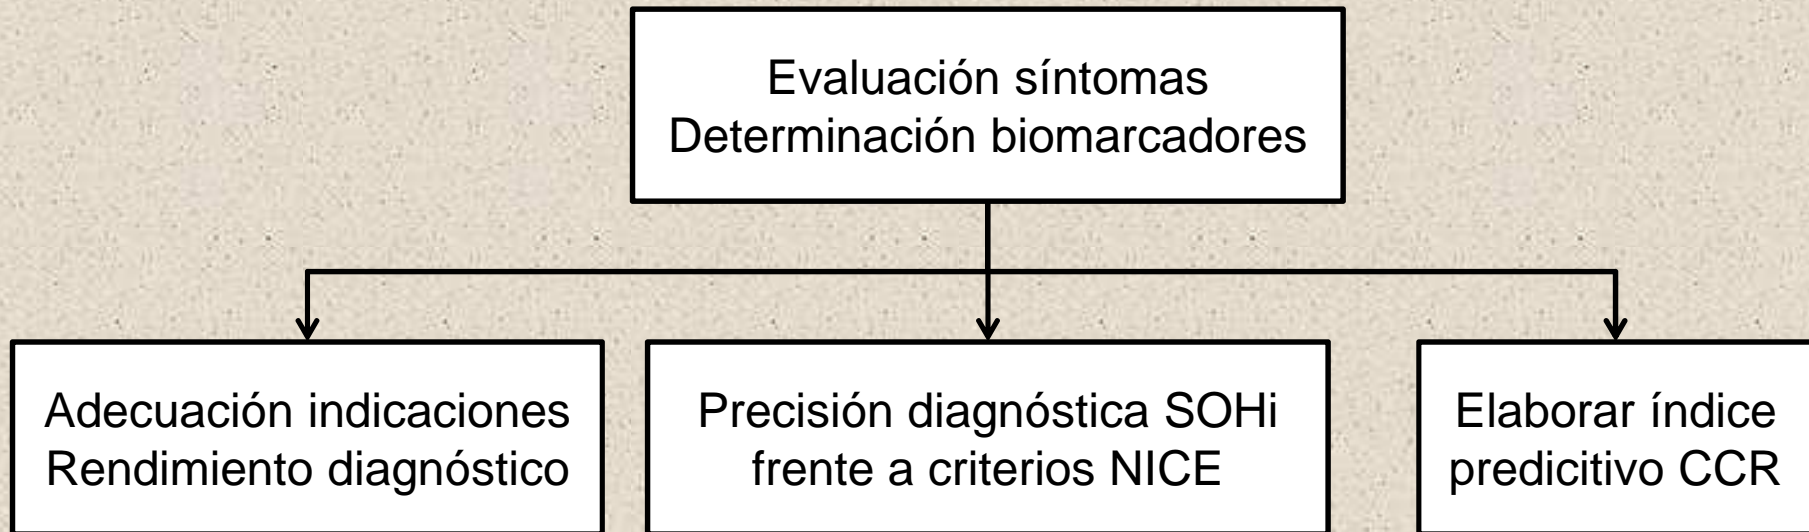 Evaluación síntomas
Determinación biomarcadores
Adecuación indicaciones
Rendimiento diagnóstico
Precisión diagnóstica SOHi
frente a criterios NICE
Elaborar índice
predicitivo CCR